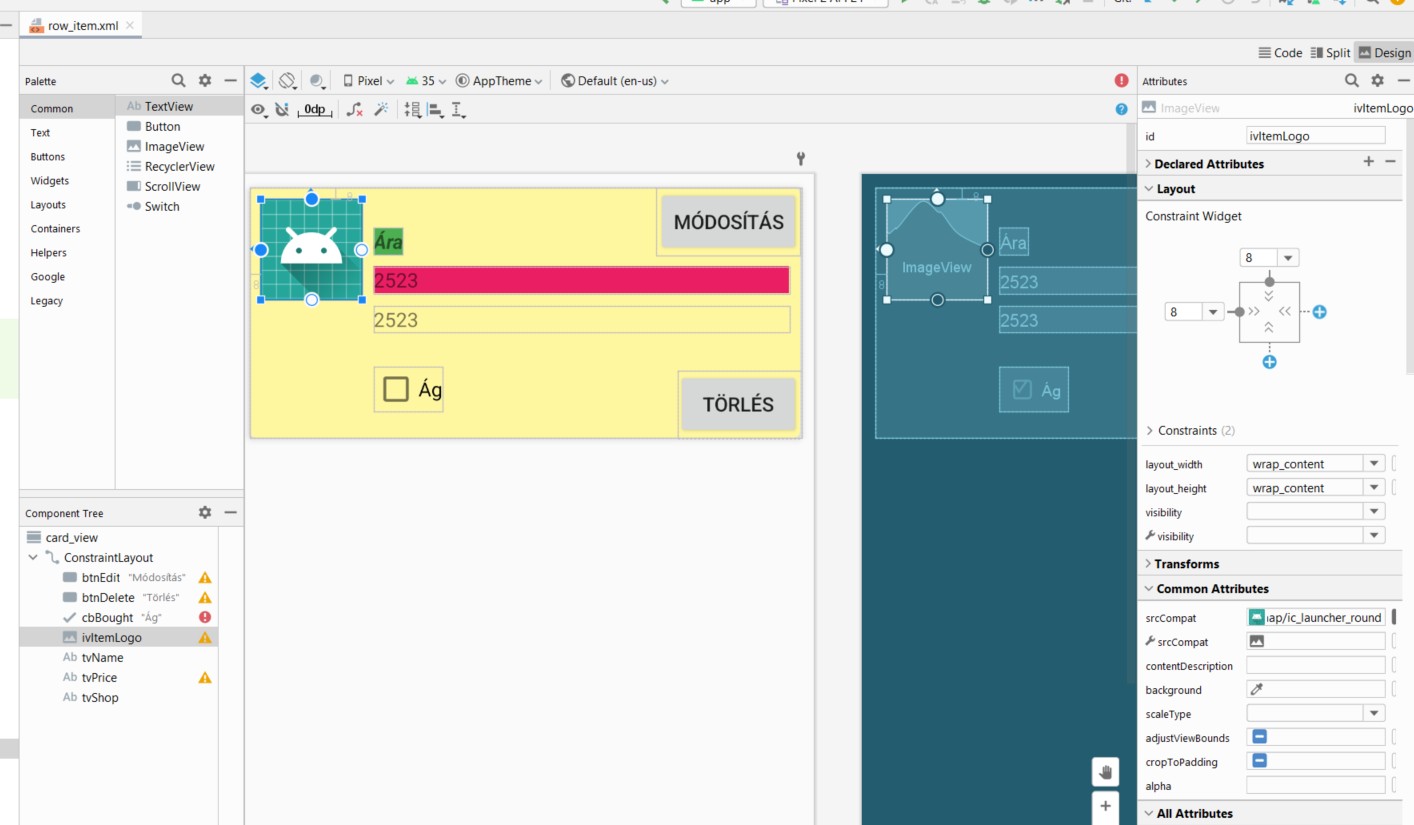 row_item.xml
Code Split Design
Palette
Pixel 35 AppTheme Default (en-us)
Attributes
Common
Text
Buttons
Widgets
Layouts
Containers
Helpers
Google
Legacy
Ab TextView
Button
ImageView
RecyclerView
ScrollView
Switch
0dp
ImageView ivItemLogo
id ivItemLogo
Declared Attributes
Layout
Constraint Widget
8
8
Constraints (2)
layout_width wrap_content
layout_height wrap_content
visibility
visibility
Transforms
Common Attributes
srcCompat ıap/ic_launcher_round
srcCompat
contentDescription
background
scaleType
adjustViewBounds
cropToPadding
alpha
All Attributes
8
8
MÓDOSÍTÁS
Ára
2523
2523
Ág
TÖRLÉS
8
8
ImageView
Ára
2523
2523
Ág
Component Tree
card_view
ConstraintLayout
btnEdit "Módosítás"
btnDelete "Törlés"
cbBought "Ág"
ivItemLogo
Ab tvName
Ab tvPrice
Ab tvShop